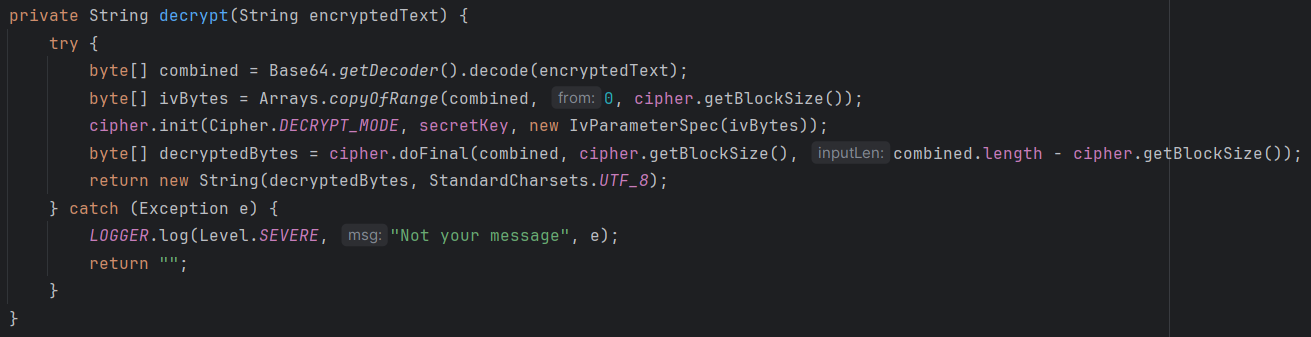 private String decrypt(String encryptedText) {
    try {
        byte[] combined = Base64.getDecoder().decode(encryptedText);
        byte[] ivBytes = Arrays.copyOfRange(combined, from: 0, cipher.getBlockSize());
        cipher.init(Cipher.DECRYPT_MODE, secretKey, new IvParameterSpec(ivBytes));
        byte[] decryptedBytes = cipher.doFinal(combined, cipher.getBlockSize(), inputLen: combined.length - cipher.getBlockSize());
        return new String(decryptedBytes, StandardCharsets.UTF_8);
    } catch (Exception e) {
        LOGGER.log(Level.SEVERE, msg: "Not your message", e);
        return "";
    }
}